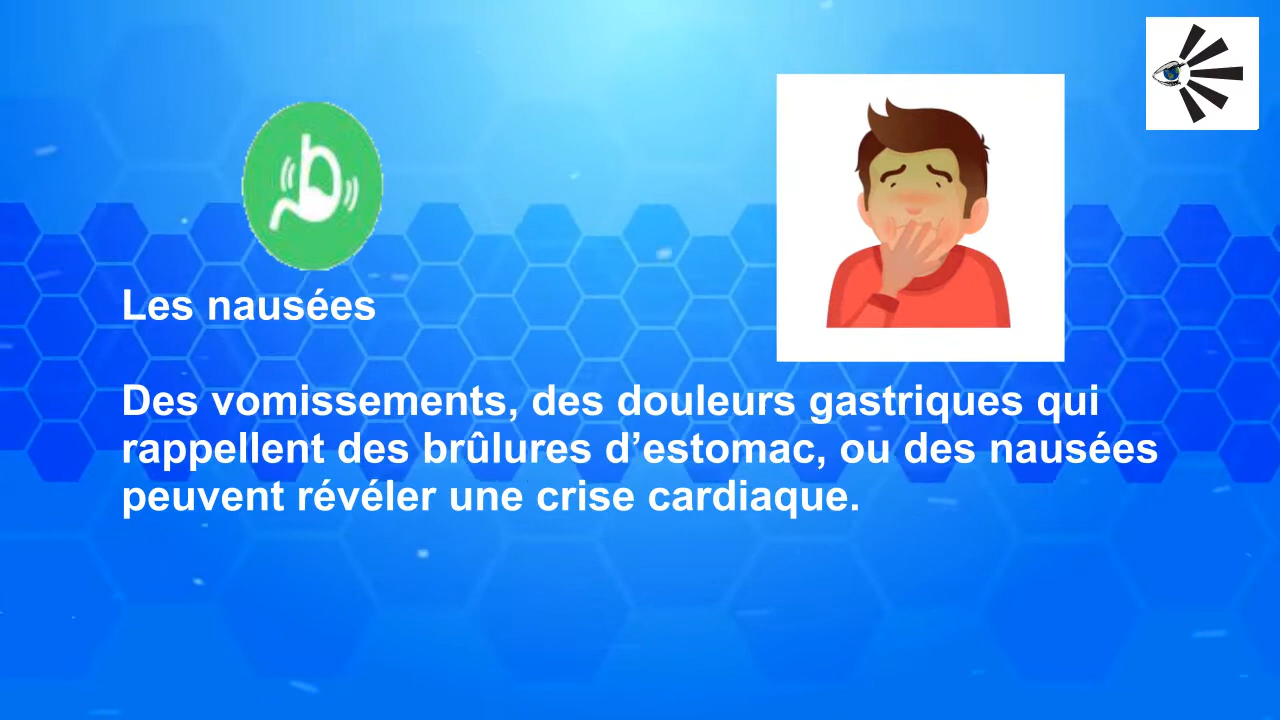 Les nausées
Des vomissements, des douleurs gastriques qui
rappellent des brûlures d’estomac, ou des nausées
peuvent révéler une crise cardiaque.